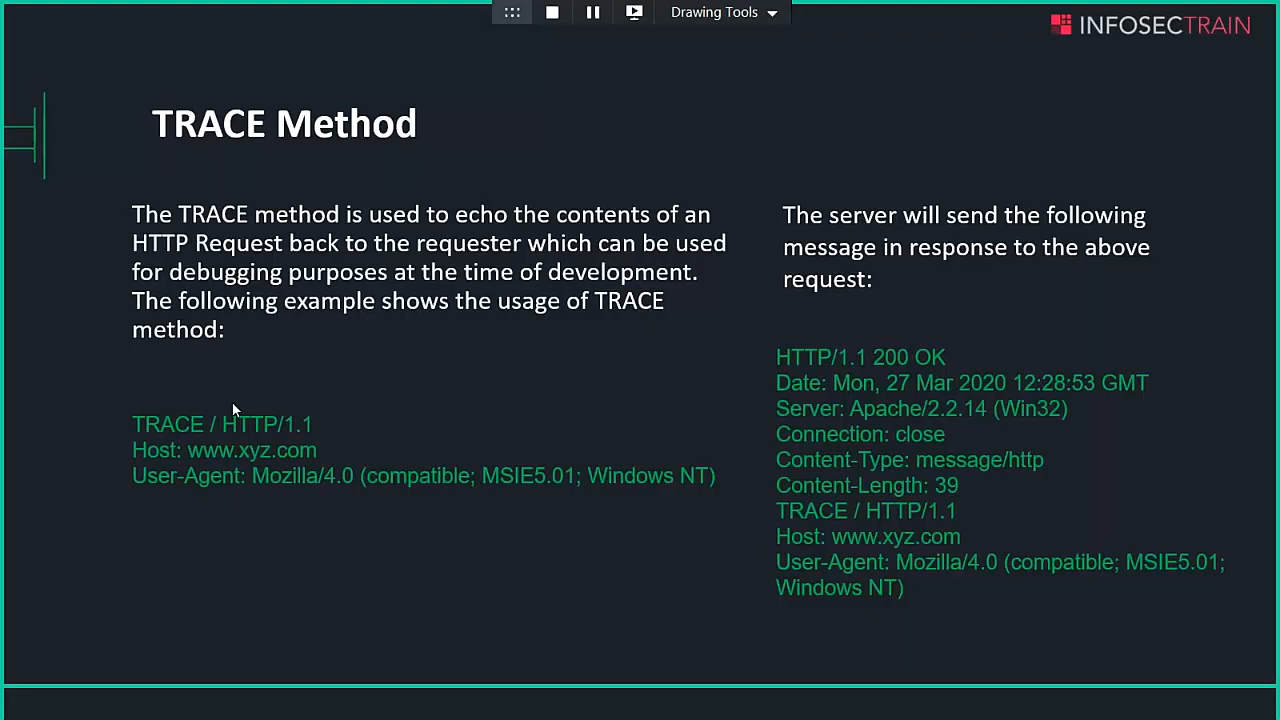 Drawing Tools
INFOSECTRAIN
TRACE Method
The TRACE method is used to echo the contents of an
HTTP Request back to the requester which can be used
for debugging purposes at the time of development.
The following example shows the usage of TRACE
method:
TRACE / HTTP/1.1
Host: www.xyz.com
User-Agent: Mozilla/4.0 (compatible; MSIE5.01; Windows NT)
The server will send the following
message in response to the above
request:
HTTP/1.1 200 OK
Date: Mon, 27 Mar 2020 12:28:53 GMT
Server: Apache/2.2.14 (Win32)
Connection: close
Content-Type: message/http
Content-Length: 39
TRACE / HTTP/1.1
Host: www.xyz.com
User-Agent: Mozilla/4.0 (compatible; MSIE5.01;
Windows NT)